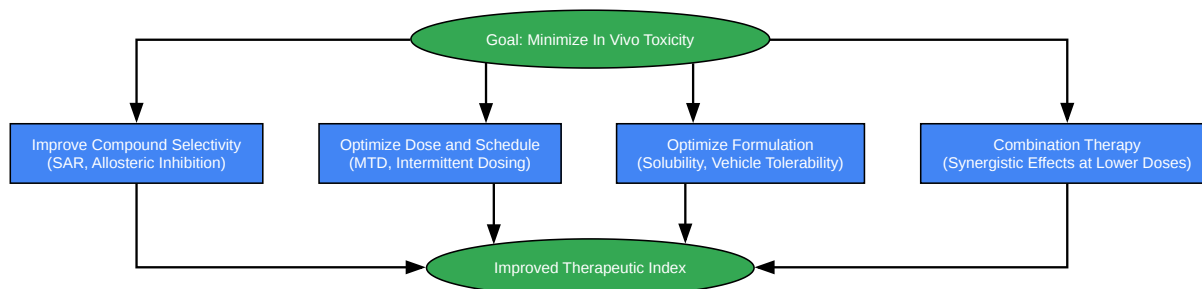 Goal: Minimize In Vivo Toxicity
Improve Compound Selectivity
(SAR, Allosteric Inhibition)
Optimize Dose and Schedule
(MTD, Intermittent Dosing)
Optimize Formulation
(Solubility, Vehicle Tolerability)
Combination Therapy
(Synergistic Effects at Lower Doses)
Improved Therapeutic Index